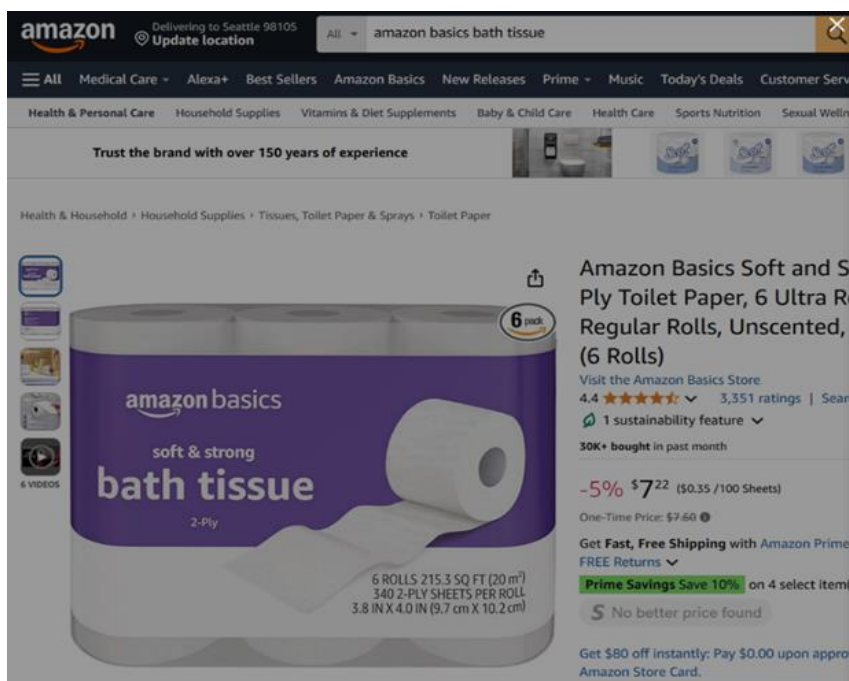 amazon
Delivering to Seattle 98105
Update location
All
amazon basics bath tissue
All Medical Care Alexa+ Best Sellers Amazon Basics New Releases Prime Music Today's Deals Customer Serv
Health & Personal Care Household Supplies Vitamins & Diet Supplements Baby & Child Care Health Care Sports Nutrition Sexual Welln
Trust the brand with over 150 years of experience
Scott Scott Scott
Health & Household › Household Supplies › Tissues, Toilet Paper & Sprays › Toilet Paper
6 VIDEOS
6 pack
amazon basics
soft & strong
bath tissue
2-Ply
6 ROLLS 215.3 SQ FT (20 m²)
340 2-PLY SHEETS PER ROLL
3.8 IN X 4.0 IN (9.7 cm X 10.2 cm)
Amazon Basics Soft and S
Ply Toilet Paper, 6 Ultra R
Regular Rolls, Unscented,
(6 Rolls)
Visit the Amazon Basics Store
4.4 3,351 ratings | Sear
1 sustainability feature
30K+ bought in past month
-5% $7²² ($0.35 /100 Sheets)
One-Time Price: $7.60
Get Fast, Free Shipping with Amazon Prime
FREE Returns
Prime Savings Save 10% on 4 select item
S No better price found
Get $80 off instantly: Pay $0.00 upon appro
Amazon Store Card.